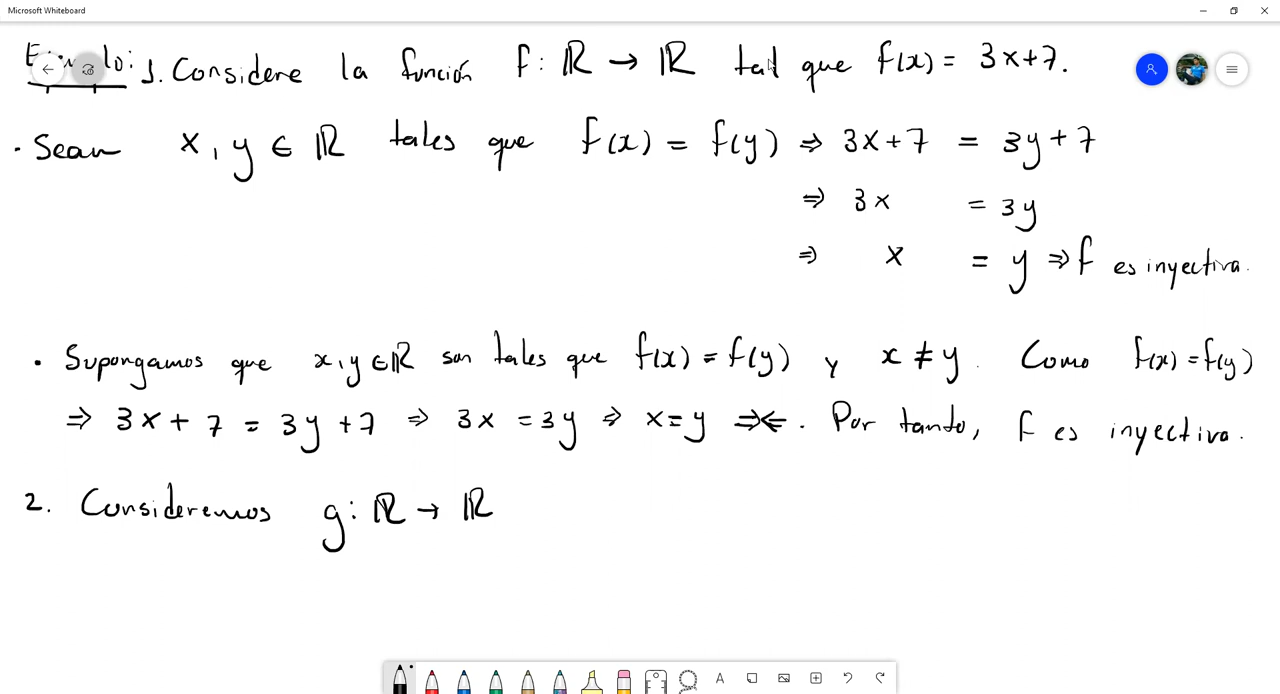 Microsoft Whiteboard
1. Considere la función f: ℝ → ℝ tal que f(x) = 3x+7.
· Sean x, y ∈ ℝ tales que f(x) = f(y) ⇒ 3x+7 = 3y+7
⇒ 3x = 3y
⇒ x = y ⇒ f es inyectiva.
· Supongamos que x, y ∈ ℝ son tales que f(x) = f(y) y x ≠ y. Como f(x) = f(y)
⇒ 3x + 7 = 3y + 7 ⇒ 3x = 3y ⇒ x = y ⇒⇐. Por tanto, f es inyectiva.
2. Consideremos g: ℝ → ℝ
A